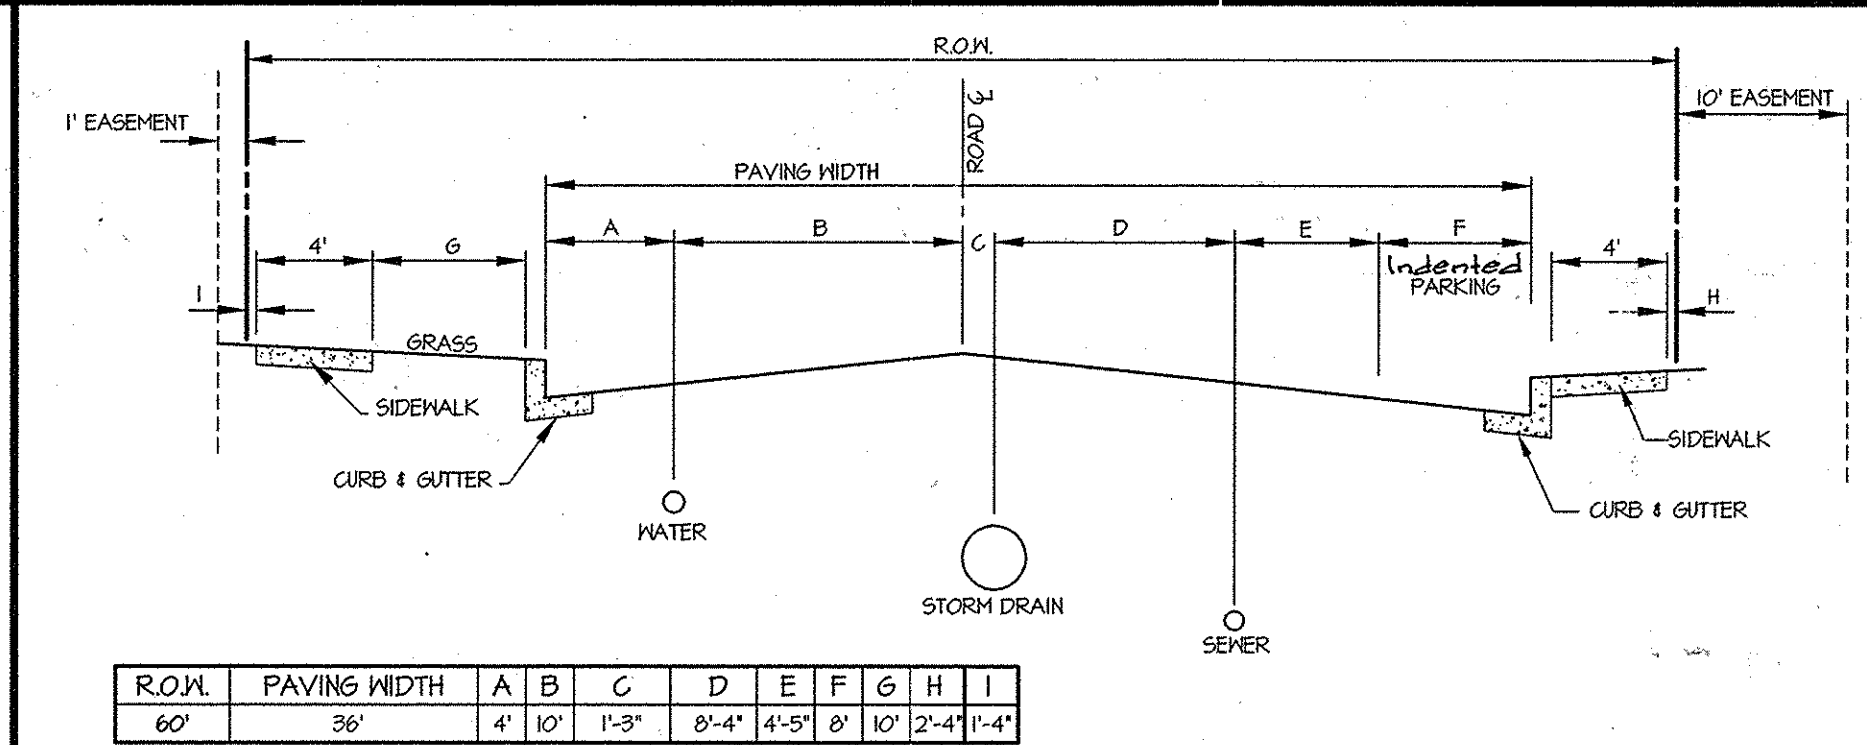 R.O.W.
1' EASEMENT
ROAD ℄
10' EASEMENT
PAVING WIDTH
A
B
C
D
E
F
4'
G
Indented
PARKING
4'
I
H
GRASS
SIDEWALK
SIDEWALK
CURB & GUTTER
CURB & GUTTER
WATER
STORM DRAIN
SEWER
R.O.W. PAVING WIDTH A B C D E F G H I
60' 36' 4' 10' 1'-3" 8'-4" 4'-5" 8' 10' 2'-4" 1'-4"